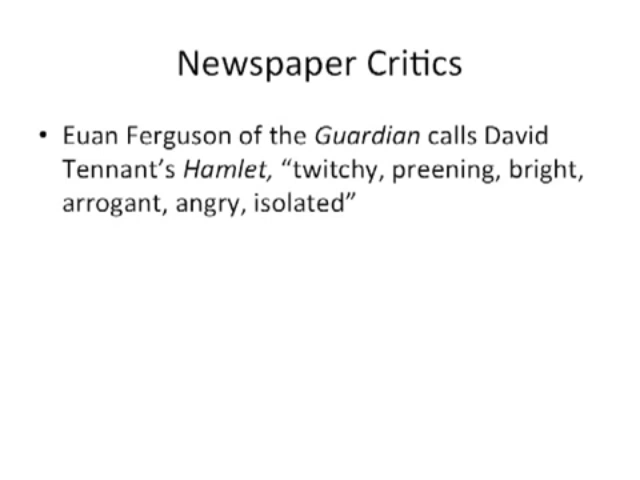 Newspaper Critics
• Euan Ferguson of the Guardian calls David
Tennant’s Hamlet, “twitchy, preening, bright,
arrogant, angry, isolated”